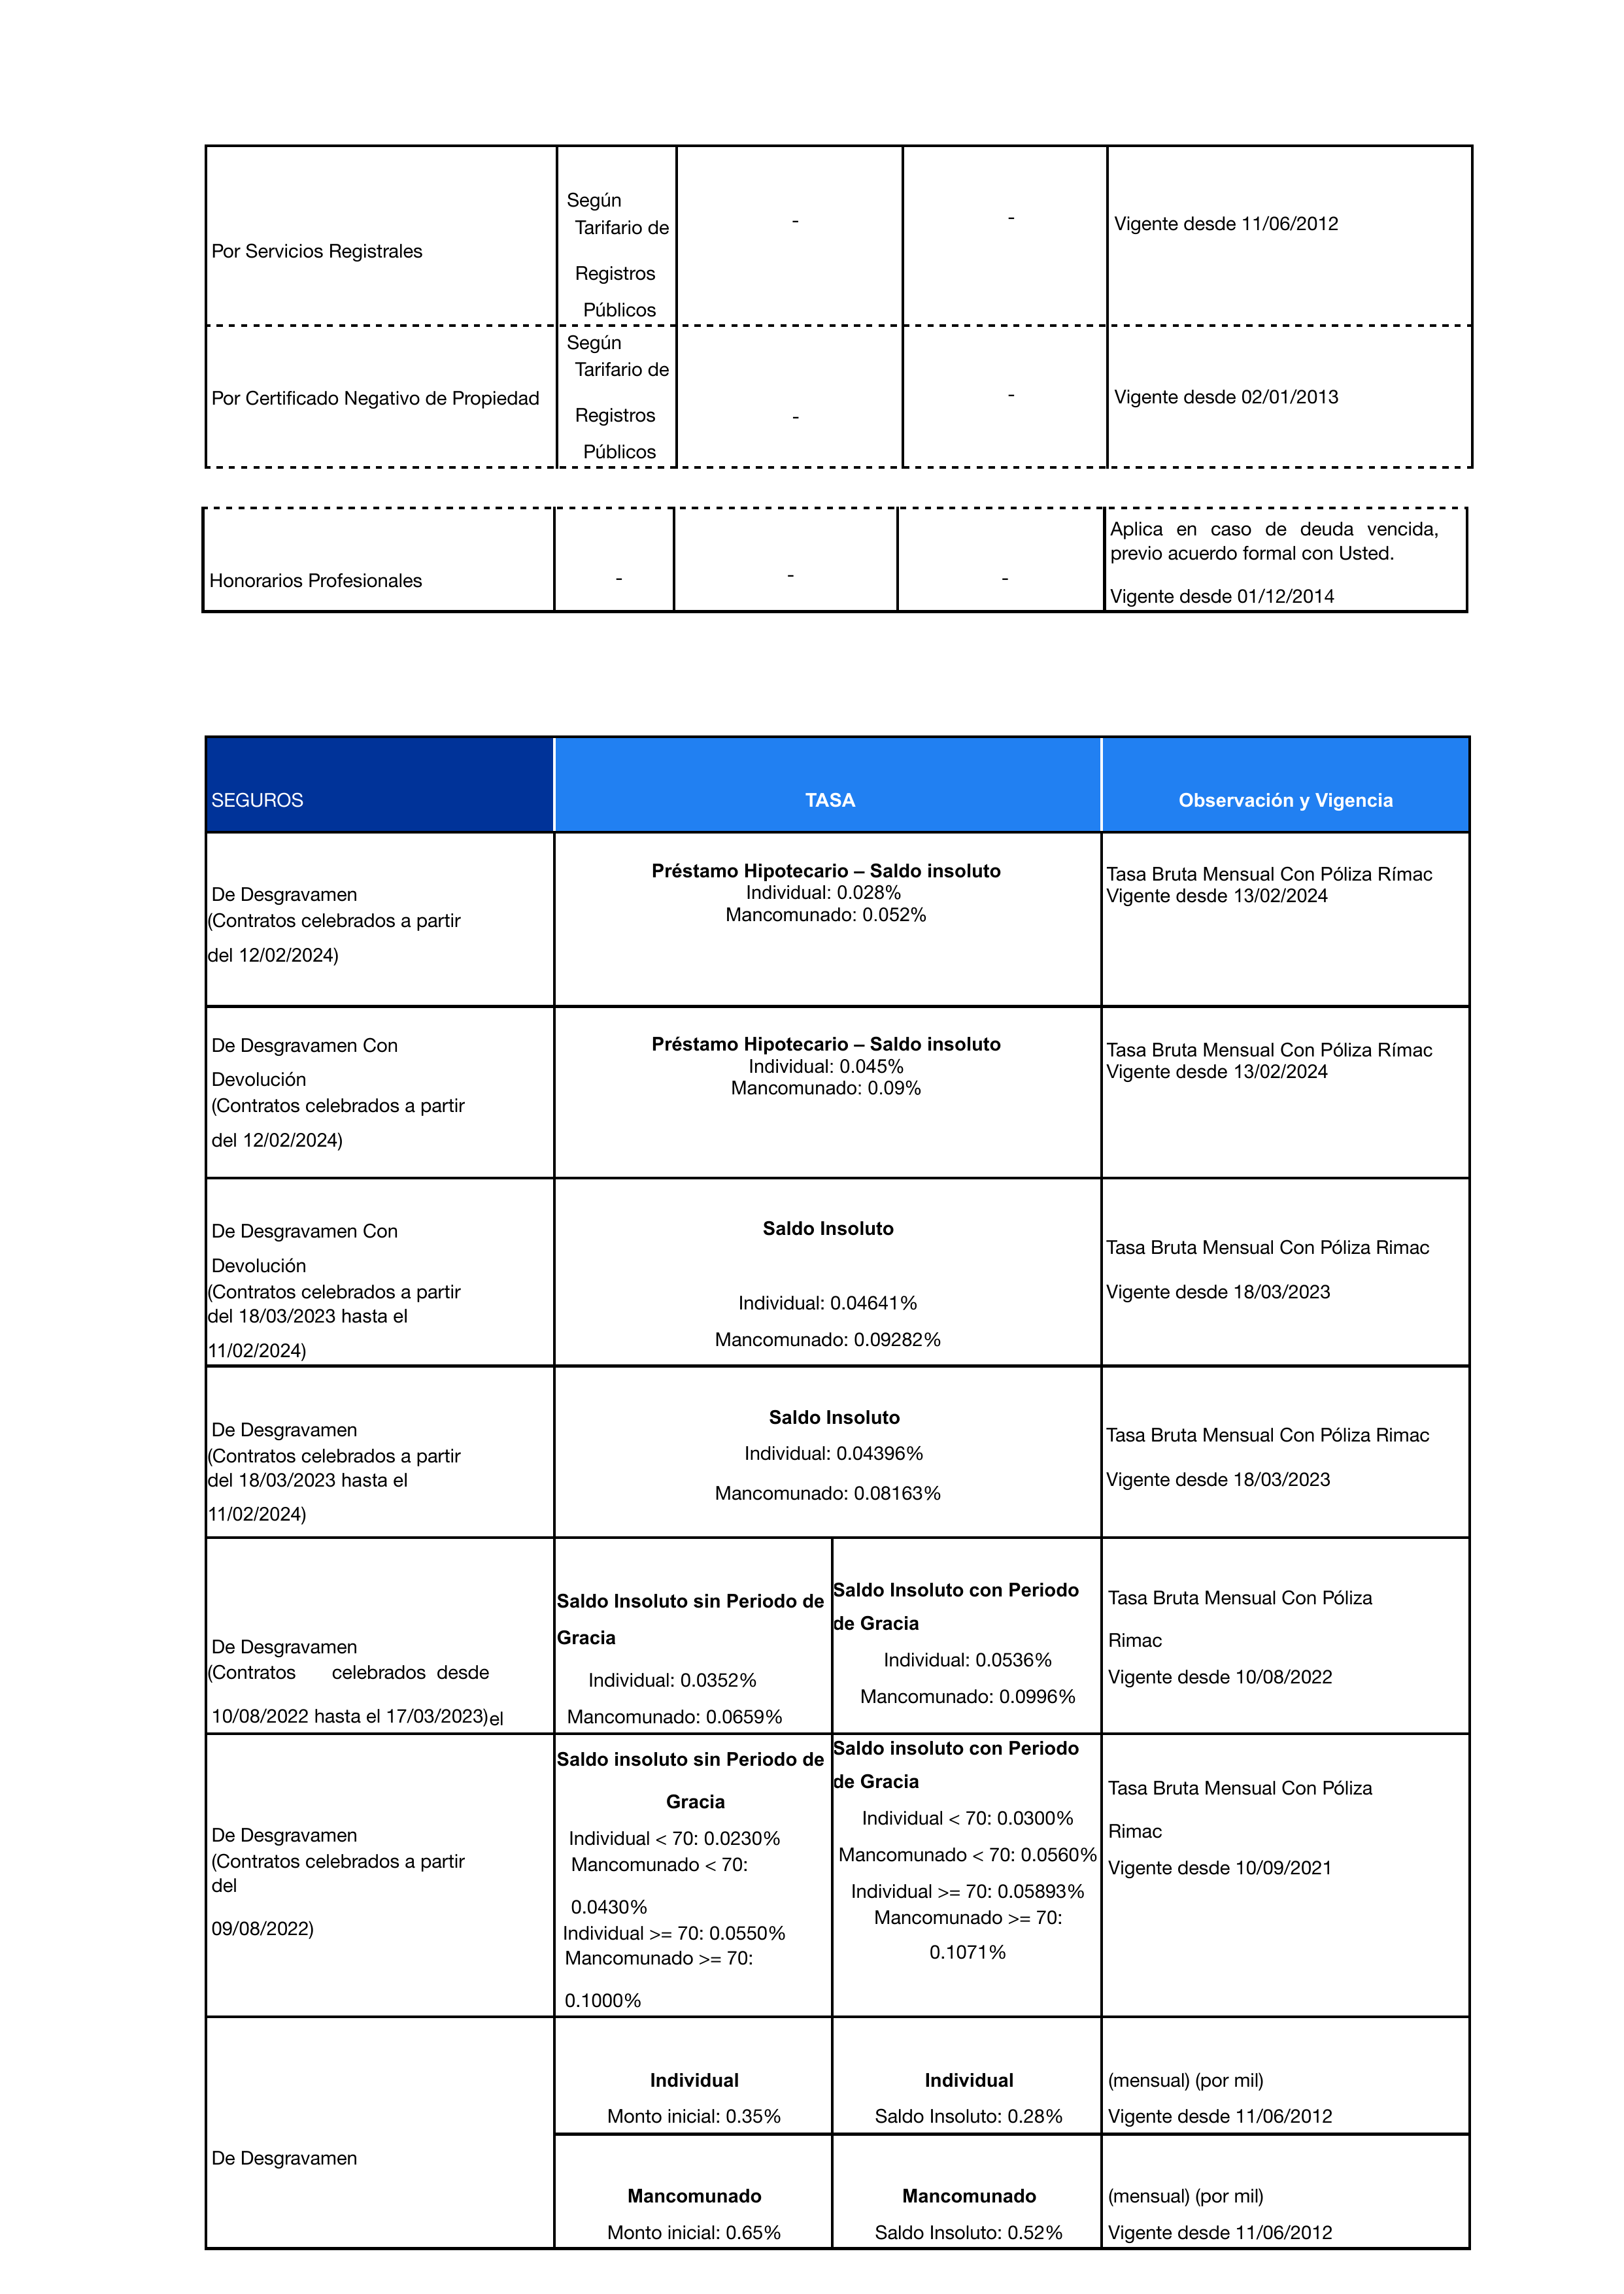 Por Servicios Registrales
Según
Tarifario de
Registros
Públicos
-
-
Vigente desde 11/06/2012
Por Certificado Negativo de Propiedad
Según
Tarifario de
Registros
Públicos
-
-
Vigente desde 02/01/2013
Honorarios Profesionales
-
-
-
Aplica en caso de deuda vencida,
previo acuerdo formal con Usted.
Vigente desde 01/12/2014
SEGUROS
TASA
Observación y Vigencia
De Desgravamen
(Contratos celebrados a partir
del 12/02/2024)
Préstamo Hipotecario – Saldo insoluto
Individual: 0.028%
Mancomunado: 0.052%
Tasa Bruta Mensual Con Póliza Rímac
Vigente desde 13/02/2024
De Desgravamen Con
Devolución
(Contratos celebrados a partir
del 12/02/2024)
Préstamo Hipotecario – Saldo insoluto
Individual: 0.045%
Mancomunado: 0.09%
Tasa Bruta Mensual Con Póliza Rímac
Vigente desde 13/02/2024
De Desgravamen Con
Devolución
(Contratos celebrados a partir
del 18/03/2023 hasta el
11/02/2024)
Saldo Insoluto
Individual: 0.04641%
Mancomunado: 0.09282%
Tasa Bruta Mensual Con Póliza Rimac
Vigente desde 18/03/2023
De Desgravamen
(Contratos celebrados a partir
del 18/03/2023 hasta el
11/02/2024)
Saldo Insoluto
Individual: 0.04396%
Mancomunado: 0.08163%
Tasa Bruta Mensual Con Póliza Rimac
Vigente desde 18/03/2023
De Desgravamen
(Contratos celebrados desde
10/08/2022 hasta el 17/03/2023)el
Saldo Insoluto sin Periodo de
Gracia
Individual: 0.0352%
Mancomunado: 0.0659%
Saldo Insoluto con Periodo
de Gracia
Individual: 0.0536%
Mancomunado: 0.0996%
Tasa Bruta Mensual Con Póliza
Rimac
Vigente desde 10/08/2022
De Desgravamen
(Contratos celebrados a partir
del
09/08/2022)
Saldo insoluto sin Periodo de
Gracia
Individual < 70: 0.0230%
Mancomunado < 70:
0.0430%
Individual >= 70: 0.0550%
Mancomunado >= 70:
0.1000%
Saldo insoluto con Periodo
de Gracia
Individual < 70: 0.0300%
Mancomunado < 70: 0.0560%
Individual >= 70: 0.05893%
Mancomunado >= 70:
0.1071%
Tasa Bruta Mensual Con Póliza
Rimac
Vigente desde 10/09/2021
De Desgravamen
Individual
Monto inicial: 0.35%
Individual
Saldo Insoluto: 0.28%
(mensual) (por mil)
Vigente desde 11/06/2012
Mancomunado
Monto inicial: 0.65%
Mancomunado
Saldo Insoluto: 0.52%
(mensual) (por mil)
Vigente desde 11/06/2012